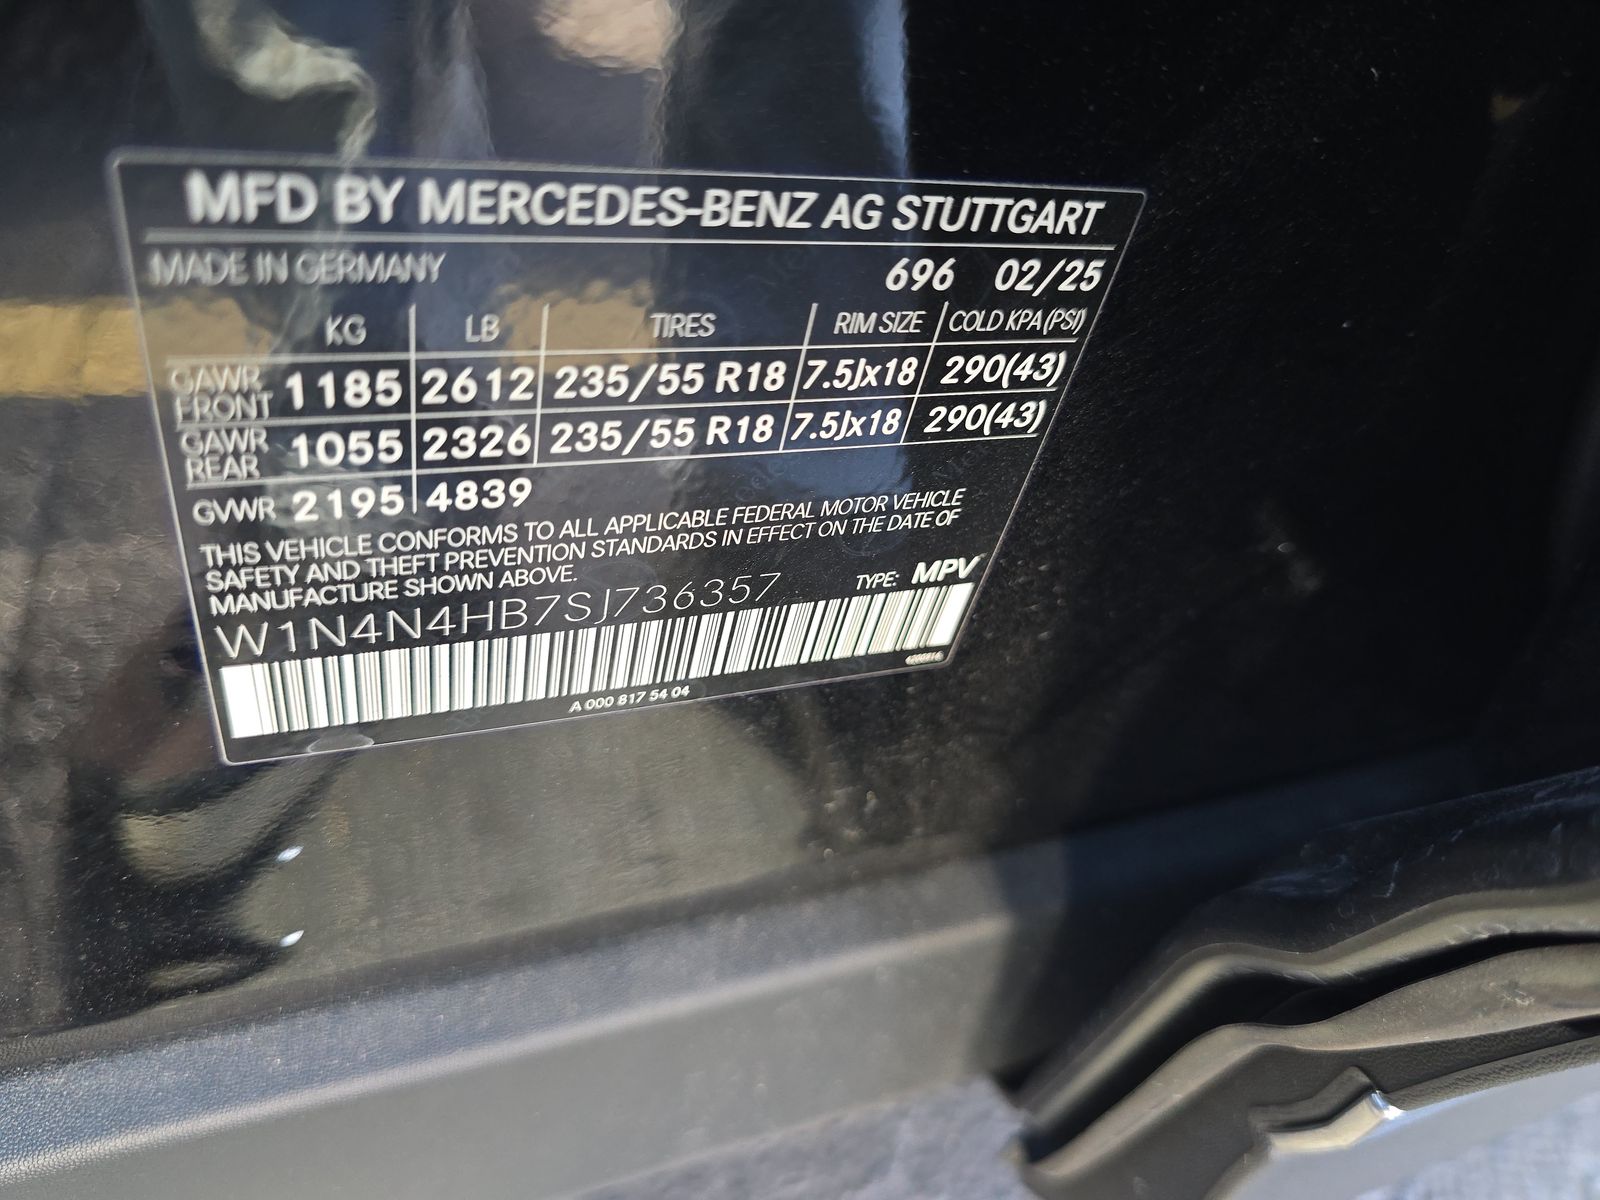 MFD BY MERCEDES-BENZ AG STUTTGART
MADE IN GERMANY 696 02/25
KG LB TIRES RIM SIZE COLD KPA(PSI)
GAWR FRONT 1185 2612 235/55 R18 7.5Jx18 290(43)
GAWR REAR 1055 2326 235/55 R18 7.5Jx18 290(43)
GVWR 2195 4839
THIS VEHICLE CONFORMS TO ALL APPLICABLE FEDERAL MOTOR VEHICLE
SAFETY AND THEFT PREVENTION STANDARDS IN EFFECT ON THE DATE OF
MANUFACTURE SHOWN ABOVE.
W1N4N4HB7SJ736357 TYPE: MPV
A 000 817 54 04